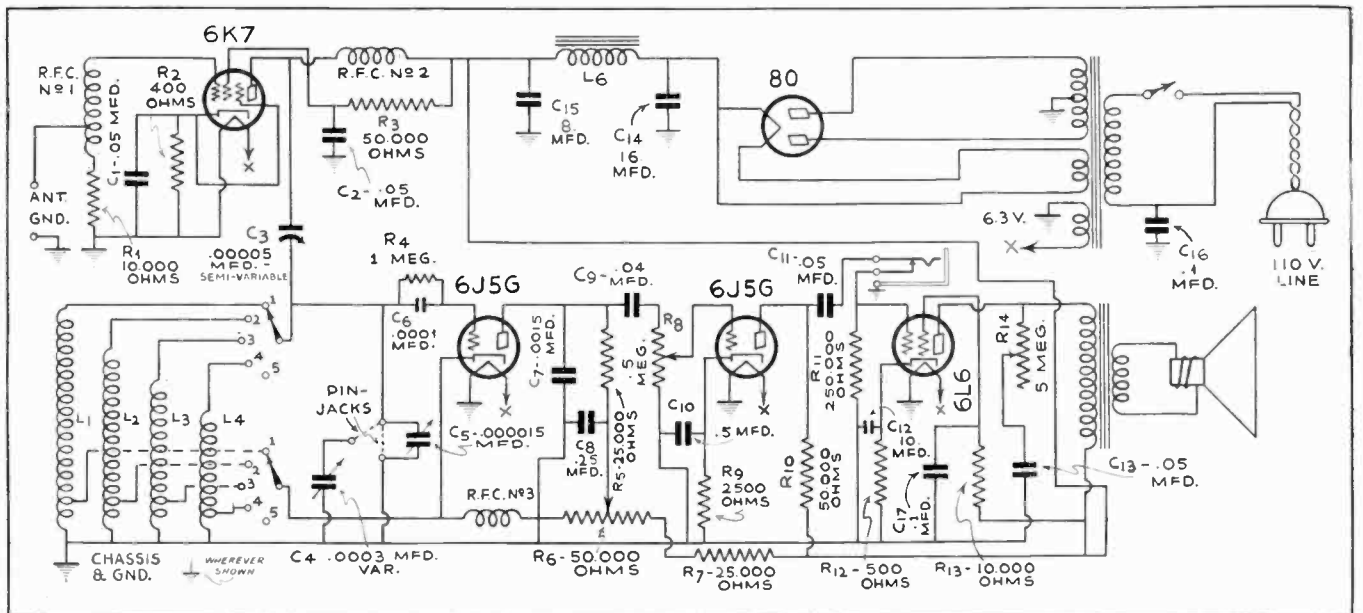 6K7
R.F.C.
Nº1
R2
400
OHMS
C1-.05 MFD.
ANT.
GND.
R1
10,000
OHMS
C3
.00005
MFD.-
SEMI-VARIABLE
R.F.C. Nº2
R3
50,000
OHMS
C2-.05
MFD.
X
L6
C15
8
MFD.
C14
16
MFD.
80
6.3 V.
X
C16
.1
MFD.
110 V.
LINE
L1
L2
L3
L4
1
2
3
4
5
1
2
3
4
5
CHASSIS
& GND.
WHEREVER
SHOWN
R4
1 MEG.
C6
.0001
MFD.
PIN-
JACKS
C5-.000015
MFD.
C4 .0003 MFD.
VAR.
R.F.C. Nº3
6J5G
X
C7-.0015
MFD.
C8
.25
MFD.
R5-25,000
OHMS
R6-50,000
OHMS
C9-.04
MFD.
R8
.5
MEG.
C10
.5 MFD.
6J5G
X
R9
2500
OHMS
R7-25,000
OHMS
R10
50,000
OHMS
C11-.05
MFD.
R11
250,000
OHMS
6L6
X
C12
10.
MFD.
R12-500
OHMS
C17
.1
MFD.
R13-10,000
OHMS
R14
.5 MEG.
C13-.05
MFD.